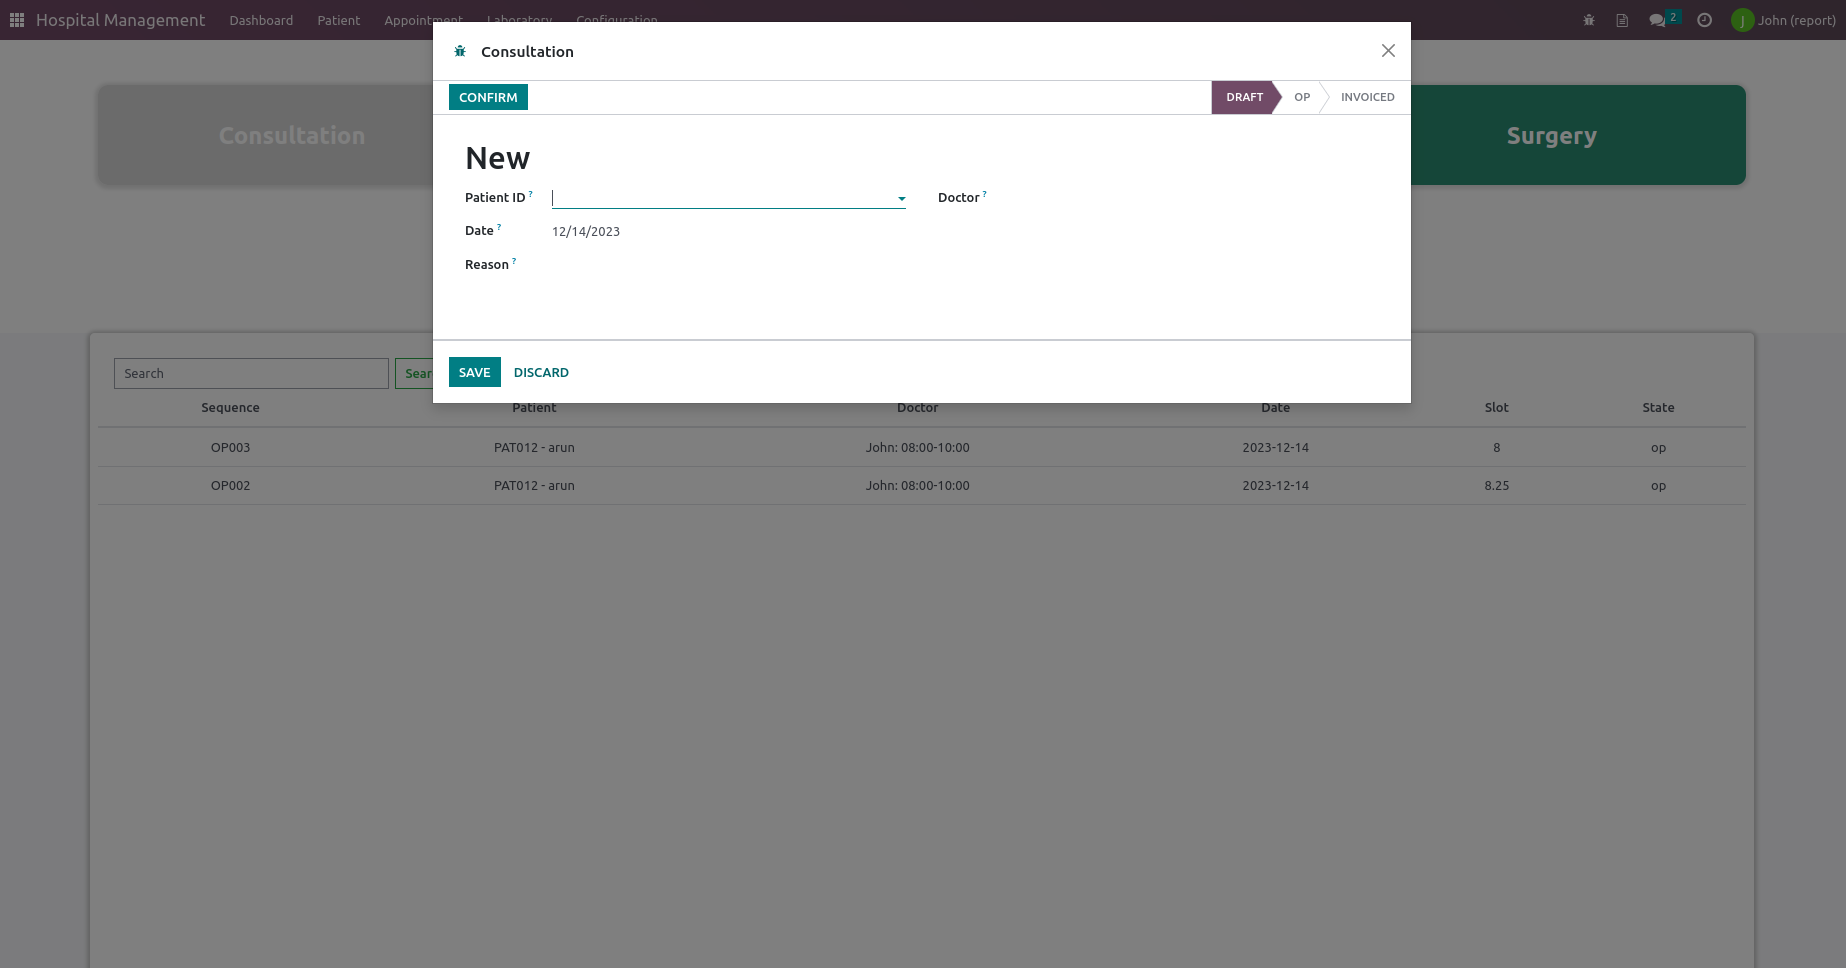 Hospital Management Dashboard Patient Appointment Laboratory Configuration 2 J John (report)
Consultation
CONFIRM DRAFT OP INVOICED
Consultation Surgery
New
Patient ID ? Doctor ?
Date ? 12/14/2023
Reason ?
SAVE DISCARD
Search Sear
Sequence Patient Doctor Date Slot State
OP003 PAT012 - arun John: 08:00-10:00 2023-12-14 8 op
OP002 PAT012 - arun John: 08:00-10:00 2023-12-14 8.25 op